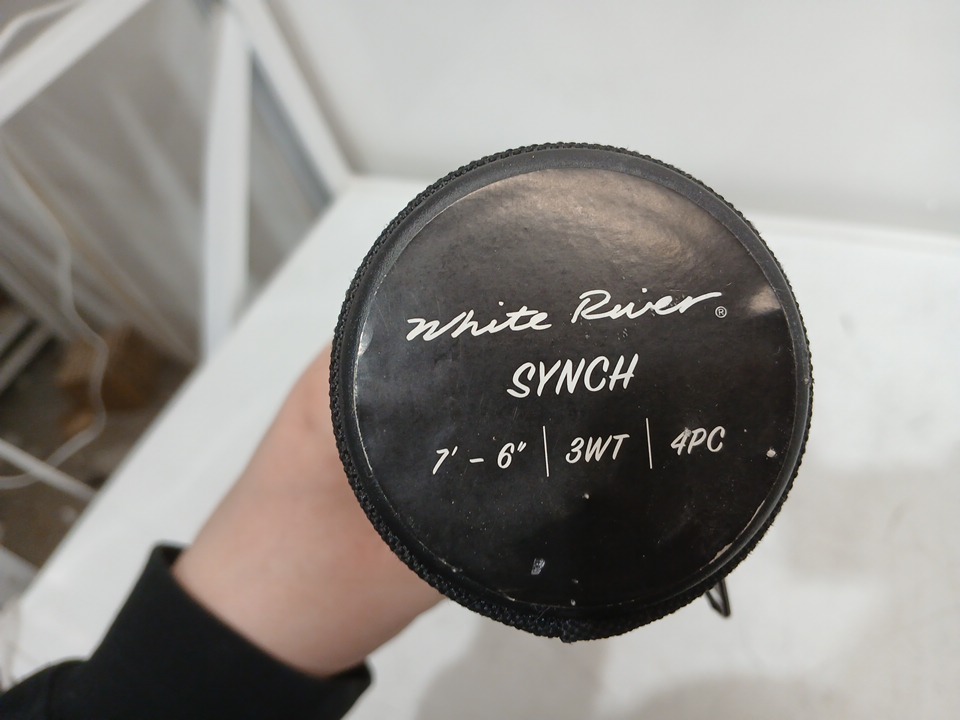 White River®
SYNCH
7' - 6" | 3WT | 4PC